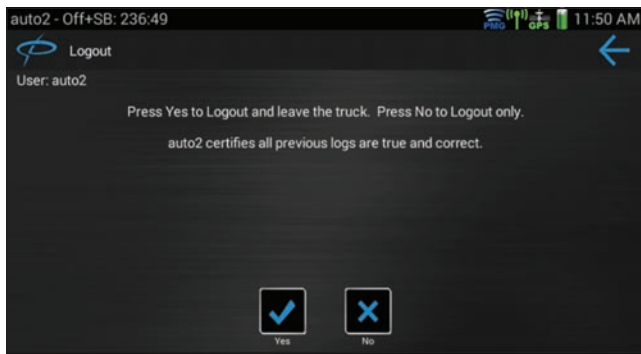 auto2 - Off+SB: 236:49 PMG GPS 11:50 AM
Logout
User: auto2
Press Yes to Logout and leave the truck. Press No to Logout only.
auto2 certifies all previous logs are true and correct.
Yes No